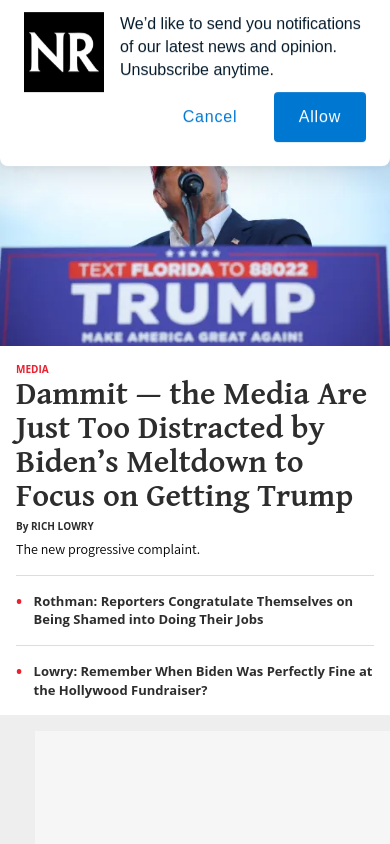 NR
We’d like to send you notifications
of our latest news and opinion.
Unsubscribe anytime.
Cancel
Allow
TEXT FLORIDA TO 88022
TRUMP
MAKE AMERICA GREAT AGAIN!
MEDIA
Dammit — the Media Are
Just Too Distracted by
Biden’s Meltdown to
Focus on Getting Trump
By RICH LOWRY
The new progressive complaint.
Rothman: Reporters Congratulate Themselves on
Being Shamed into Doing Their Jobs
Lowry: Remember When Biden Was Perfectly Fine at
the Hollywood Fundraiser?